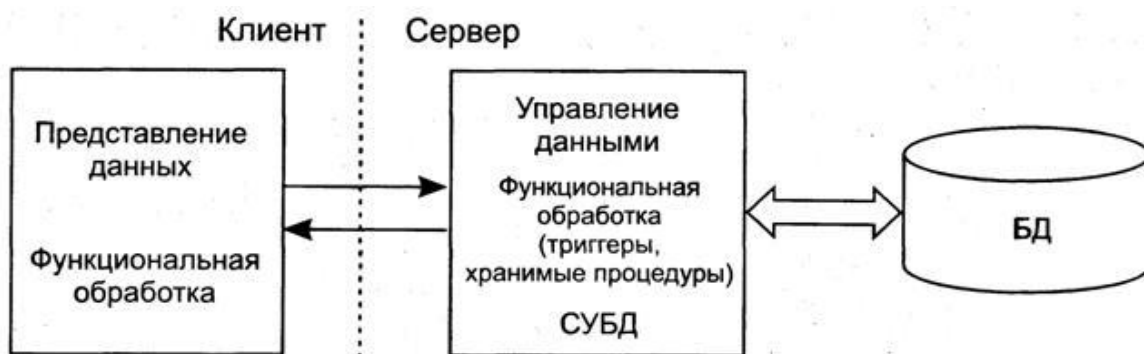 Клиент
Сервер
Представление
данных
Функциональная
обработка
Управление
данными
Функциональная
обработка
(триггеры,
хранимые процедуры)
СУБД
БД